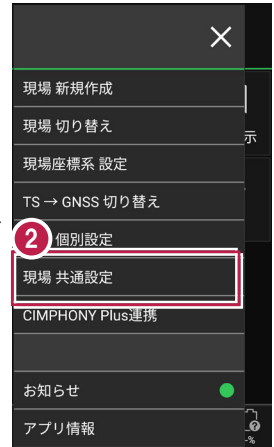 ×
現場 新規作成
現場 切り替え
示
現場座標系 設定
TS → GNSS 切り替え
2 個別設定
現場 共通設定
CIMPHONY Plus連携
お知らせ
アプリ情報
-%